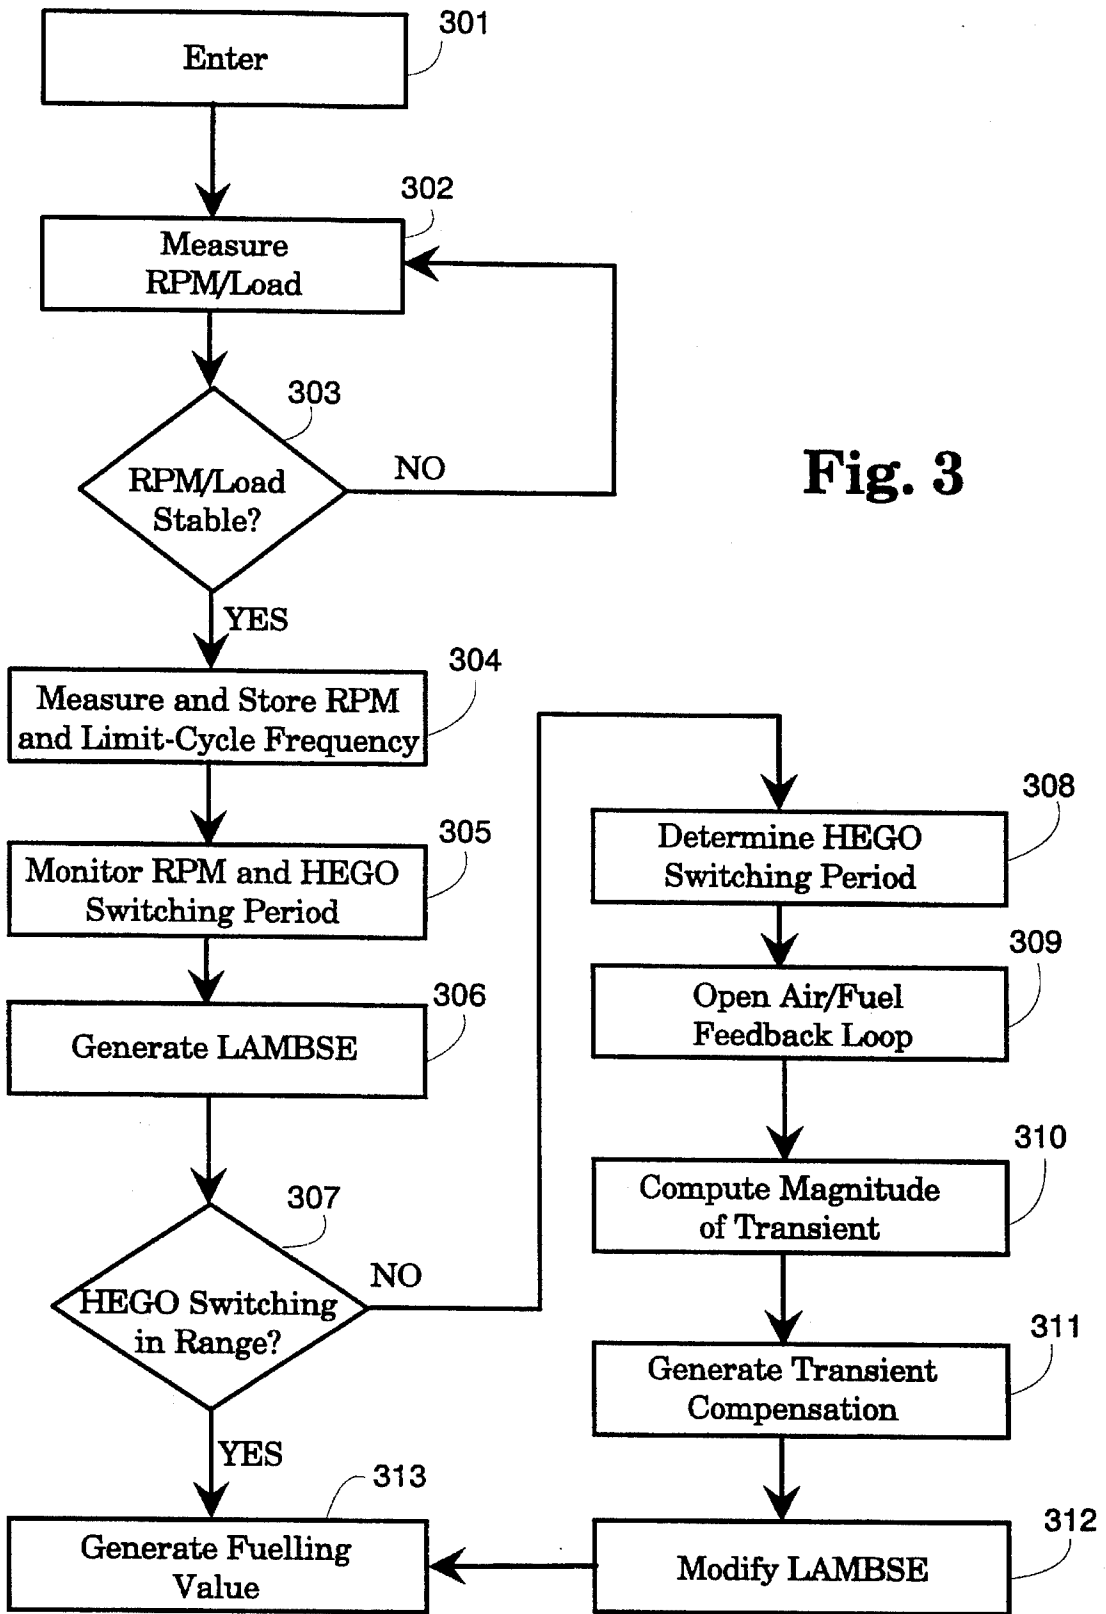 301
Enter
302
Measure
RPM/Load
303
RPM/Load
Stable?
NO
YES
Fig. 3
304
Measure and Store RPM
and Limit-Cycle Frequency
305
Monitor RPM and HEGO
Switching Period
306
Generate LAMBSE
307
HEGO Switching
in Range?
NO
YES
308
Determine HEGO
Switching Period
309
Open Air/Fuel
Feedback Loop
310
Compute Magnitude
of Transient
311
Generate Transient
Compensation
312
Modify LAMBSE
313
Generate Fuelling
Value